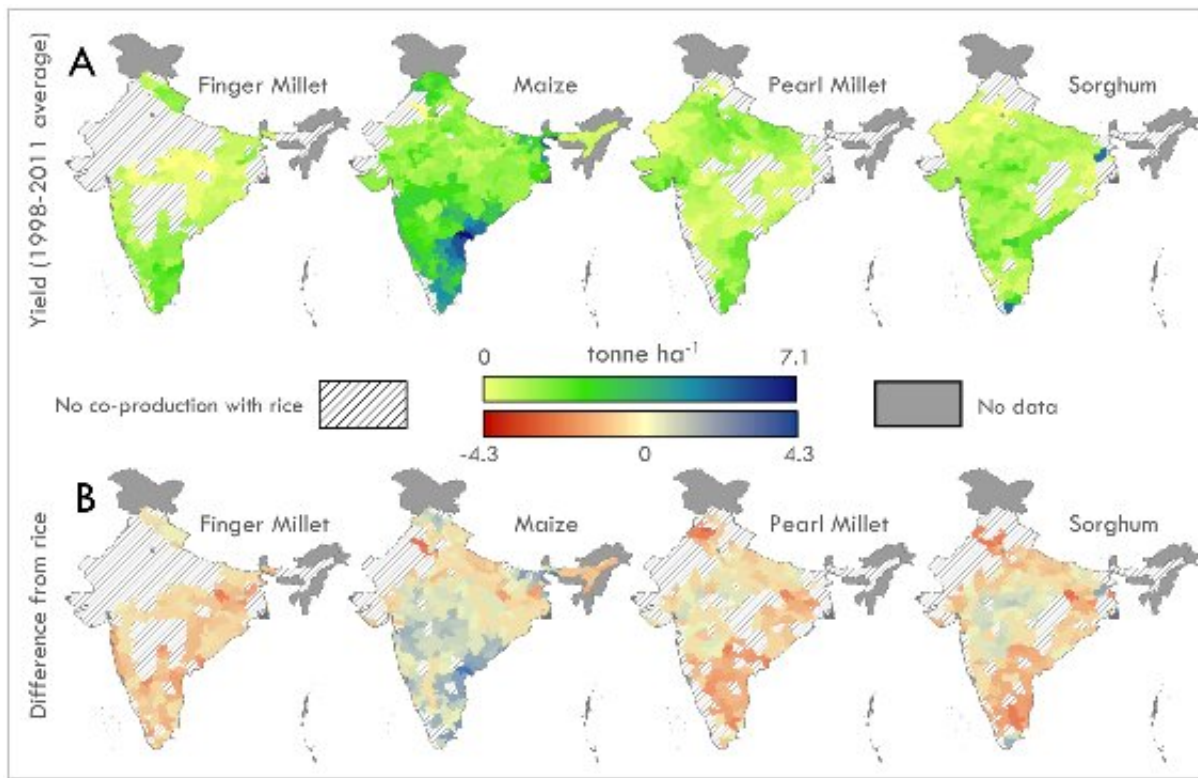 A
Yield (1998-2011 average)
Finger Millet
Maize
Pearl Millet
Sorghum
0 tonne ha⁻¹ 7.1
No co-production with rice
No data
-4.3 0 4.3
B
Difference from rice
Finger Millet
Maize
Pearl Millet
Sorghum